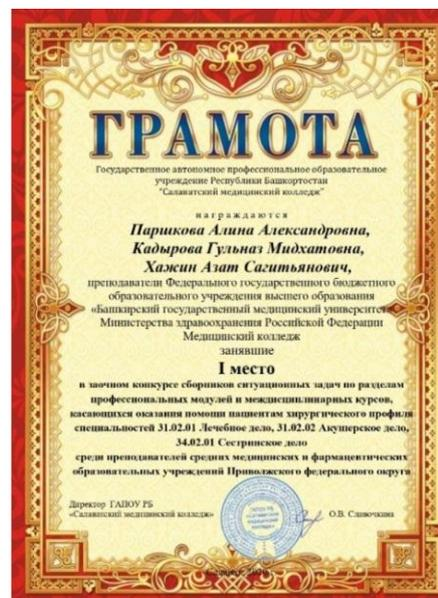 ГРАМОТА
Государственное автономное профессиональное образовательное
учреждение Республики Башкортостан
"Салаватский медицинский колледж"
награждаются
Паршкова Алина Александровна,
Кадырова Гульназ Мидхатовна,
Хажин Азат Сагитьянович,
преподаватели Федерального государственного бюджетного
образовательного учреждения высшего образования
«Башкирский государственный медицинский университет»
Министерства здравоохранения Российской Федерации
Медицинский колледж
занявшие
I место
в заочном конкурсе сборников ситуационных задач по разделам
профессиональных модулей и междисциплинарных курсов,
касающихся оказания помощи пациентам хирургического профиля
специальностей 31.02.01 Лечебное дело, 31.02.02 Акушерское дело,
34.02.01 Сестринское дело
среди преподавателей средних медицинских и фармацевтических
образовательных учреждений Приволжского федерального округа
Директор ГАПОУ РБ
«Салаватский медицинский колледж»
О.В. Сливочкина